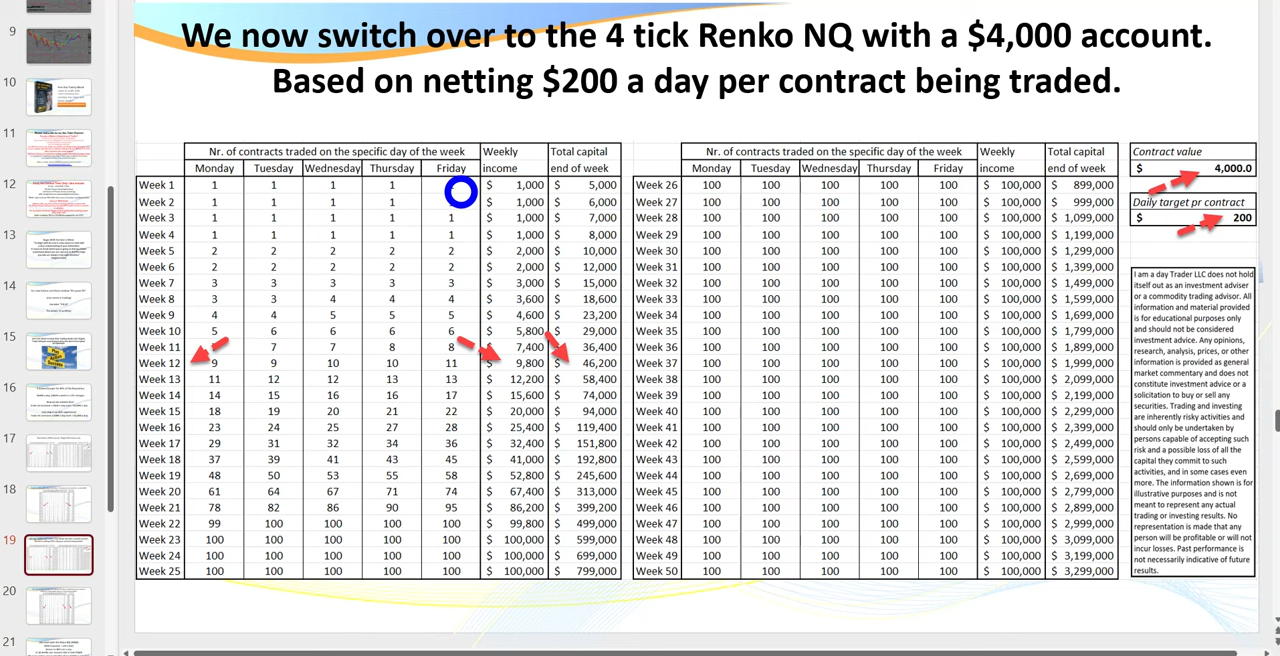 We now switch over to the 4 tick Renko NQ with a $4,000 account.
Based on netting $200 a day per contract being traded.
Nr. of contracts traded on the specific day of the week Weekly Total capital
Monday Tuesday Wednesday Thursday Friday income end of week
Week 1 1 1 1 1 $ 1,000 $ 5,000
Week 2 1 1 1 1,000 $ 6,000
Week 3 1 1 1 1 1 $ 1,000 $ 7,000
Week 4 1 1 1 1 1 $ 1,000 $ 8,000
Week 5 2 2 2 2 2 $ 2,000 $ 10,000
Week 6 2 2 2 2 2 $ 2,000 $ 12,000
Week 7 3 3 3 3 3 $ 3,000 $ 15,000
Week 8 3 3 4 4 4 $ 3,600 $ 18,600
Week 9 4 4 5 5 5 $ 4,600 $ 23,200
Week 10 5 6 6 6 6 $ 5,800 $ 29,000
Week 11 7 7 8 8 $ 7,400 $ 36,400
Week 12 9 9 10 10 11 $ 9,800 $ 46,200
Week 13 11 12 12 13 13 $ 12,200 $ 58,400
Week 14 14 15 16 16 17 $ 15,600 $ 74,000
Week 15 18 19 20 21 22 $ 20,000 $ 94,000
Week 16 23 24 25 27 28 $ 25,400 $ 119,400
Week 17 29 31 32 34 36 $ 32,400 $ 151,800
Week 18 37 39 41 43 45 $ 41,000 $ 192,800
Week 19 48 50 53 55 58 $ 52,800 $ 245,600
Week 20 61 64 67 71 74 $ 67,400 $ 313,000
Week 21 78 82 86 90 95 $ 86,200 $ 399,200
Week 22 99 100 100 100 100 $ 99,800 $ 499,000
Week 23 100 100 100 100 100 $ 100,000 $ 599,000
Week 24 100 100 100 100 100 $ 100,000 $ 699,000
Week 25 100 100 100 100 100 $ 100,000 $ 799,000
Nr. of contracts traded on the specific day of the week Weekly Total capital
Monday Tuesday Wednesday Thursday Friday income end of week
Week 26 100 100 100 100 100 $ 100,000 $ 899,000
Week 27 100 100 100 100 100 $ 100,000 $ 999,000
Week 28 100 100 100 100 100 $ 100,000 $ 1,099,000
Week 29 100 100 100 100 100 $ 100,000 $ 1,199,000
Week 30 100 100 100 100 100 $ 100,000 $ 1,299,000
Week 31 100 100 100 100 100 $ 100,000 $ 1,399,000
Week 32 100 100 100 100 100 $ 100,000 $ 1,499,000
Week 33 100 100 100 100 100 $ 100,000 $ 1,599,000
Week 34 100 100 100 100 100 $ 100,000 $ 1,699,000
Week 35 100 100 100 100 100 $ 100,000 $ 1,799,000
Week 36 100 100 100 100 100 $ 100,000 $ 1,899,000
Week 37 100 100 100 100 100 $ 100,000 $ 1,999,000
Week 38 100 100 100 100 100 $ 100,000 $ 2,099,000
Week 39 100 100 100 100 100 $ 100,000 $ 2,199,000
Week 40 100 100 100 100 100 $ 100,000 $ 2,299,000
Week 41 100 100 100 100 100 $ 100,000 $ 2,399,000
Week 42 100 100 100 100 100 $ 100,000 $ 2,499,000
Week 43 100 100 100 100 100 $ 100,000 $ 2,599,000
Week 44 100 100 100 100 100 $ 100,000 $ 2,699,000
Week 45 100 100 100 100 100 $ 100,000 $ 2,799,000
Week 46 100 100 100 100 100 $ 100,000 $ 2,899,000
Week 47 100 100 100 100 100 $ 100,000 $ 2,999,000
Week 48 100 100 100 100 100 $ 100,000 $ 3,099,000
Week 49 100 100 100 100 100 $ 100,000 $ 3,199,000
Week 50 100 100 100 100 100 $ 100,000 $ 3,299,000
Contract value
$ 4,000.0
Daily target pr contract
$ 200
I am a day Trader LLC does not hold
itself out as an investment adviser
or a commodity trading advisor. All
information and material provided
is for educational purposes only
and should not be considered
investment advice. Any opinions,
research, analysis, prices, or other
information is provided as general
market commentary and does not
constitute investment advice or a
solicitation to buy or sell any
securities. Trading and investing
are inherently risky activities and
should only be undertaken by
persons capable of accepting such
risk and a possible loss of all the
capital they commit to such
activities, and in some cases even
more. The information shown is for
illustrative purposes and is not
meant to represent any actual
trading or investing results. No
representation is made that any
person will be profitable or will not
incur losses. Past performance is
not necessarily indicative of future
results.
9
10
11
12
13
14
15
16
17
18
19
20
21